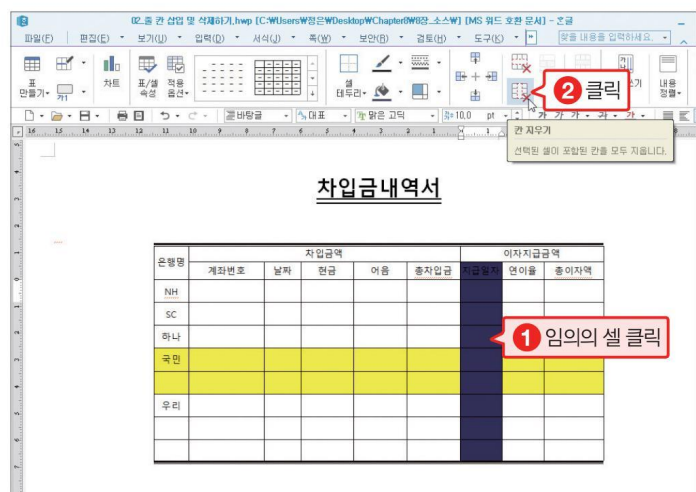 02_줄 칸 삽입 및 삭제하기.hwp [C:₩Users₩정은₩Desktop₩Chapter8₩8장_소스₩] [MS 워드 호환 문서] - 한글
파일(F) 편집(E) 보기(U) 입력(D) 서식(J) 쪽(W) 보안(B) 검토(H) 도구(K) 찾을 내용을 입력하세요.
표 만들기 차트 표/셀 속성 적용 옵션 셀 테두리 내용 정렬
② 클릭
바탕글 대표 맑은 고딕 10.0 pt 가 가 가 가 가
칸 지우기
선택된 셀이 포함된 칸을 모두 지웁니다.
차입금내역서
은행명 차입금액 이자지급금액
계좌번호 날짜 현금 어음 총차입금 지급일자 연이율 총이자액
NH
SC
하나
① 임의의 셀 클릭
국민
우리